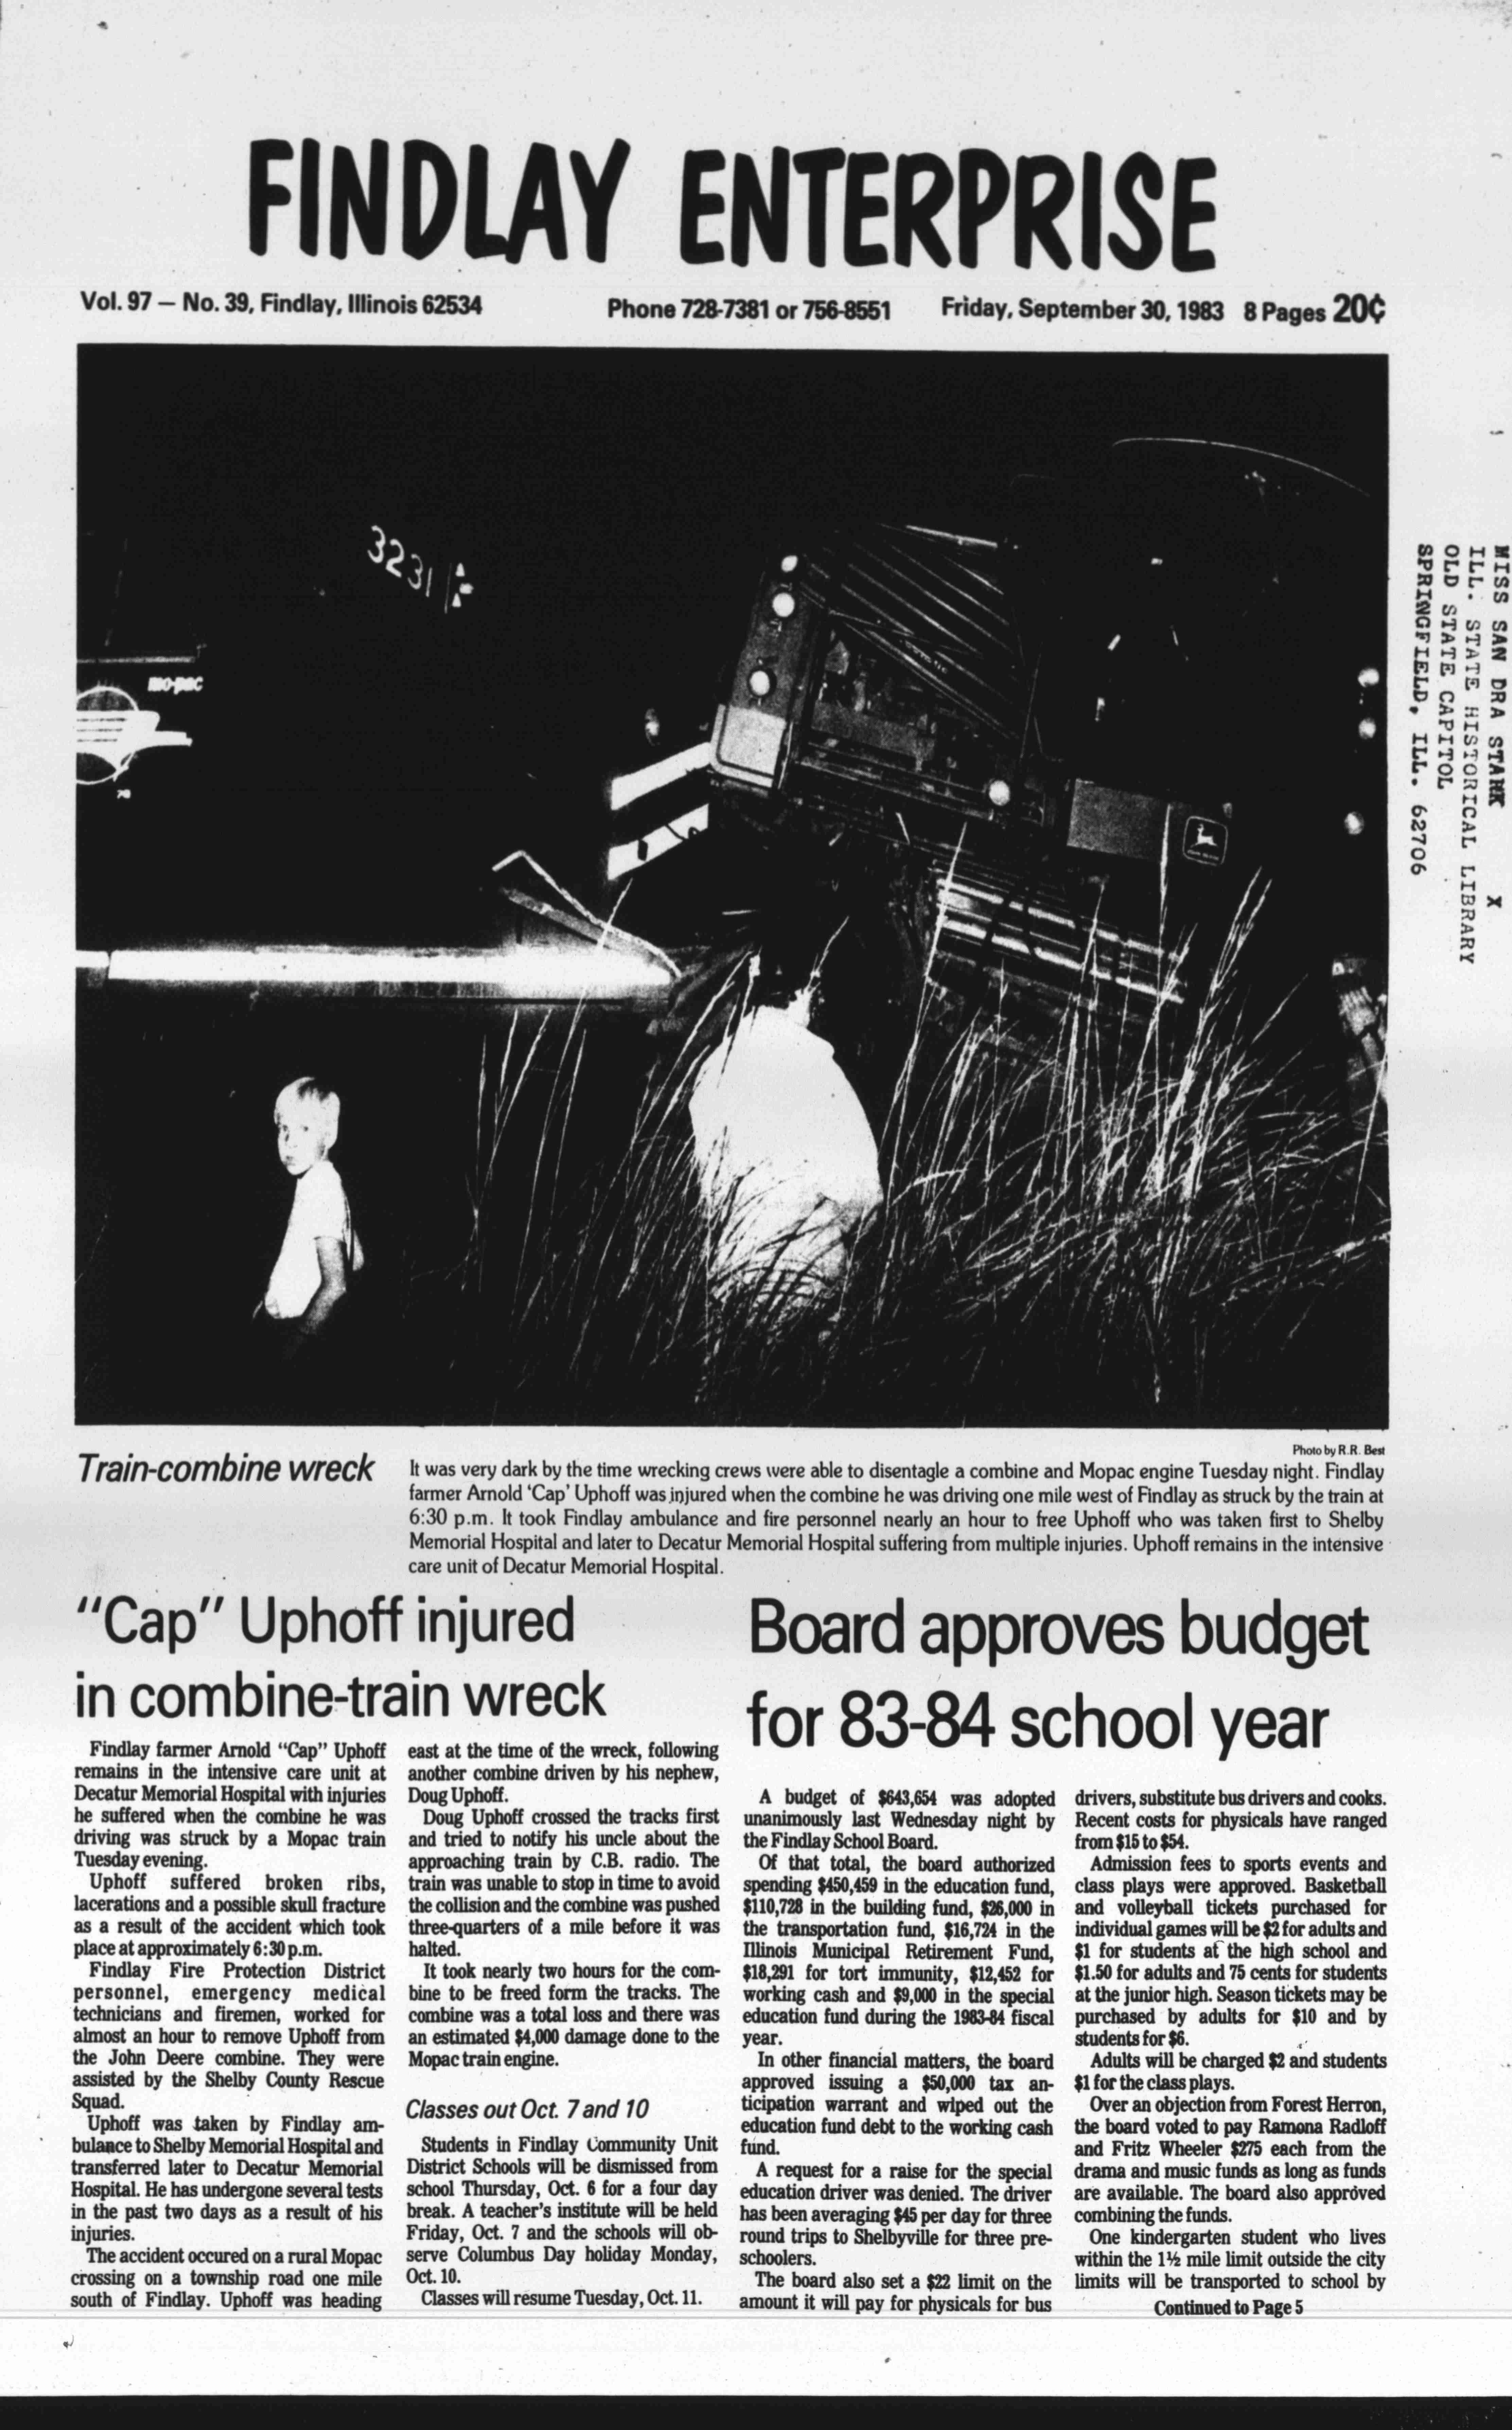 FINDLAY ENTERPRISE
Vol. 97 — No. 39, Findlay, Illinois 62534
Phone 728-7381 or 756-8551
Friday, September 30, 1983 8 Pages 20¢
MISS SAN DRA STARK X
ILL. STATE HISTORICAL LIBRARY
OLD STATE CAPITOL
SPRINGFIELD, ILL. 62706
3231
mo-pac
Photo by R.R. Best
Train-combine wreck
It was very dark by the time wrecking crews were able to disentagle a combine and Mopac engine Tuesday night. Findlay
farmer Arnold ‘Cap’ Uphoff was injured when the combine he was driving one mile west of Findlay as struck by the train at
6:30 p.m. It took Findlay ambulance and fire personnel nearly an hour to free Uphoff who was taken first to Shelby
Memorial Hospital and later to Decatur Memorial Hospital suffering from multiple injuries. Uphoff remains in the intensive
care unit of Decatur Memorial Hospital.
“Cap” Uphoff injured
in combine-train wreck
Findlay farmer Arnold “Cap” Uphoff
remains in the intensive care unit at
Decatur Memorial Hospital with injuries
he suffered when the combine he was
driving was struck by a Mopac train
Tuesday evening.
Uphoff suffered broken ribs,
lacerations and a possible skull fracture
as a result of the accident which took
place at approximately 6:30 p.m.
Findlay Fire Protection District
personnel, emergency medical
technicians and firemen, worked for
almost an hour to remove Uphoff from
the John Deere combine. They were
assisted by the Shelby County Rescue
Squad.
Uphoff was taken by Findlay am-
bulance to Shelby Memorial Hospital and
transferred later to Decatur Memorial
Hospital. He has undergone several tests
in the past two days as a result of his
injuries.
The accident occured on a rural Mopac
crossing on a township road one mile
south of Findlay. Uphoff was heading
east at the time of the wreck, following
another combine driven by his nephew,
Doug Uphoff.
Doug Uphoff crossed the tracks first
and tried to notify his uncle about the
approaching train by C.B. radio. The
train was unable to stop in time to avoid
the collision and the combine was pushed
three-quarters of a mile before it was
halted.
It took nearly two hours for the com-
bine to be freed form the tracks. The
combine was a total loss and there was
an estimated $4,000 damage done to the
Mopac train engine.
Classes out Oct. 7 and 10
Students in Findlay Community Unit
District Schools will be dismissed from
school Thursday, Oct. 6 for a four day
break. A teacher's institute will be held
Friday, Oct. 7 and the schools will ob-
serve Columbus Day holiday Monday,
Oct. 10.
Classes will resume Tuesday, Oct. 11.
Board approves budget
for 83-84 school year
A budget of $643,654 was adopted
unanimously last Wednesday night by
the Findlay School Board.
Of that total, the board authorized
spending $450,459 in the education fund,
$110,728 in the building fund, $26,000 in
the transportation fund, $16,724 in the
Illinois Municipal Retirement Fund,
$18,291 for tort immunity, $12,452 for
working cash and $9,000 in the special
education fund during the 1983-84 fiscal
year.
In other financial matters, the board
approved issuing a $50,000 tax an-
ticipation warrant and wiped out the
education fund debt to the working cash
fund.
A request for a raise for the special
education driver was denied. The driver
has been averaging $45 per day for three
round trips to Shelbyville for three pre-
schoolers.
The board also set a $22 limit on the
amount it will pay for physicals for bus
drivers, substitute bus drivers and cooks.
Recent costs for physicals have ranged
from $15 to $54.
Admission fees to sports events and
class plays were approved. Basketball
and volleyball tickets purchased for
individual games will be $2 for adults and
$1 for students at the high school and
$1.50 for adults and 75 cents for students
at the junior high. Season tickets may be
purchased by adults for $10 and by
students for $6.
Adults will be charged $2 and students
$1 for the class plays.
Over an objection from Forest Herron,
the board voted to pay Ramona Radloff
and Fritz Wheeler $275 each from the
drama and music funds as long as funds
are available. The board also approved
combining the funds.
One kindergarten student who lives
within the 1½ mile limit outside the city
limits will be transported to school by
Continued to Page 5